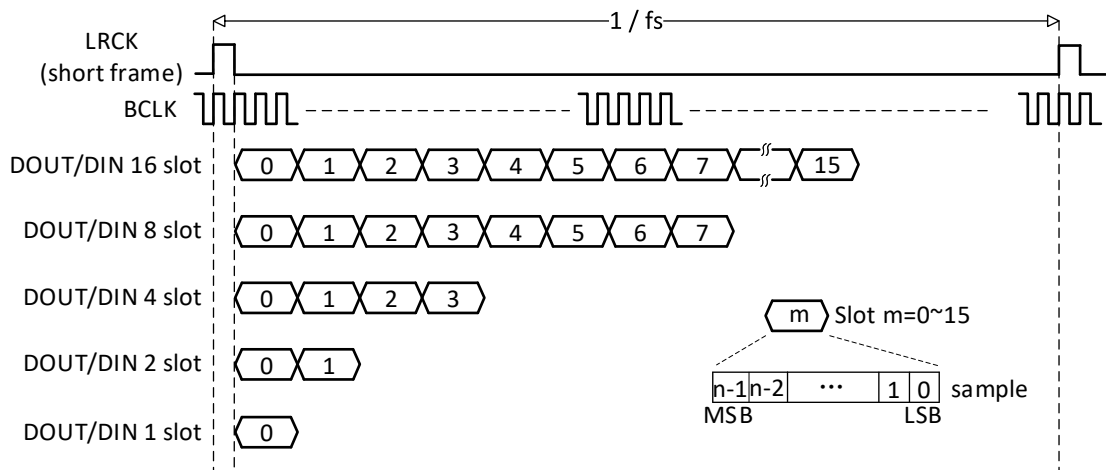 1 / fs
LRCK
(short frame)
BCLK
DOUT/DIN 16 slot 0 1 2 3 4 5 6 7 15
DOUT/DIN 8 slot 0 1 2 3 4 5 6 7
DOUT/DIN 4 slot 0 1 2 3
m Slot m=0~15
DOUT/DIN 2 slot 0 1
n-1 n-2 ··· 1 0 sample
MSB LSB
DOUT/DIN 1 slot 0